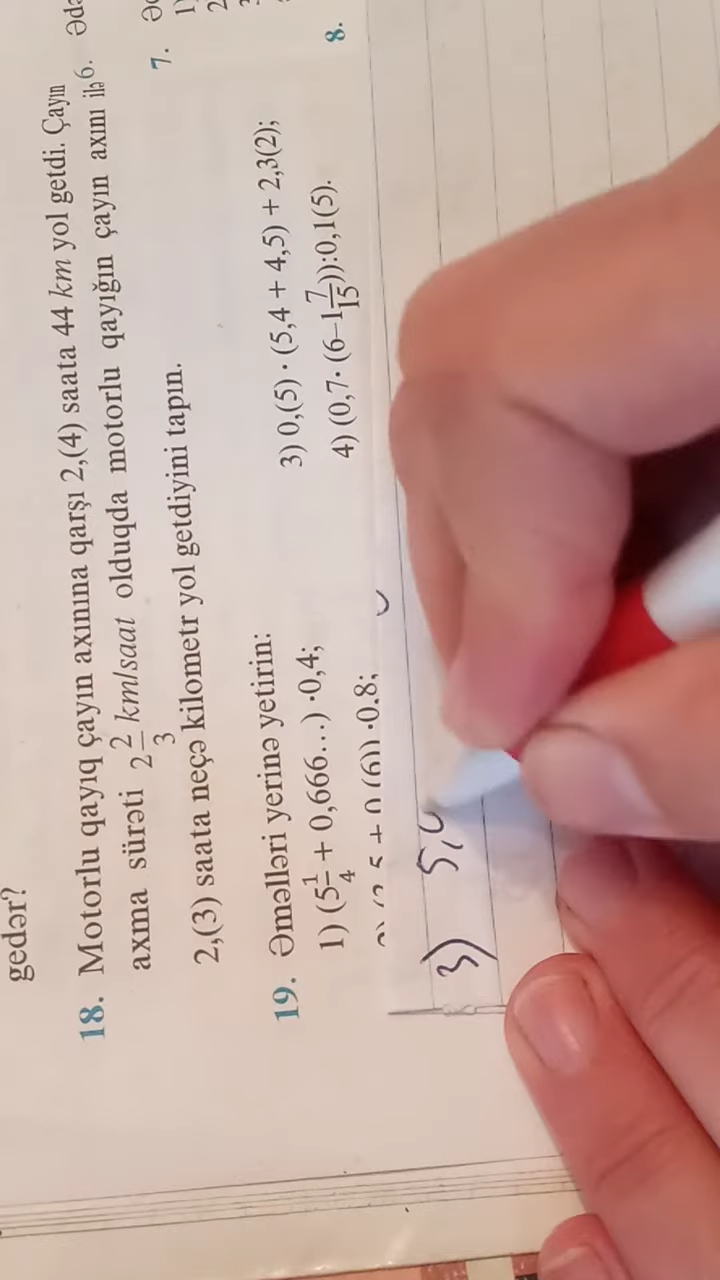 gedər?
18. Motorlu qayıq çayın axınına qarşı 2,(4) saata 44 km yol getdi. Çayın
axma sürəti 2 2/3 km/saat olduqda motorlu qayığın çayın axını ilə
2,(3) saata neçə kilometr yol getdiyini tapın.
19. Əməlləri yerinə yetirin:
1) (5 1/4 + 0,666...) ·0,4;
3) 0,(5) · (5,4 + 4,5) + 2,3(2);
4) (0,7· (6–1 7/15)):0,1(5).
6.
7.
8.
3)